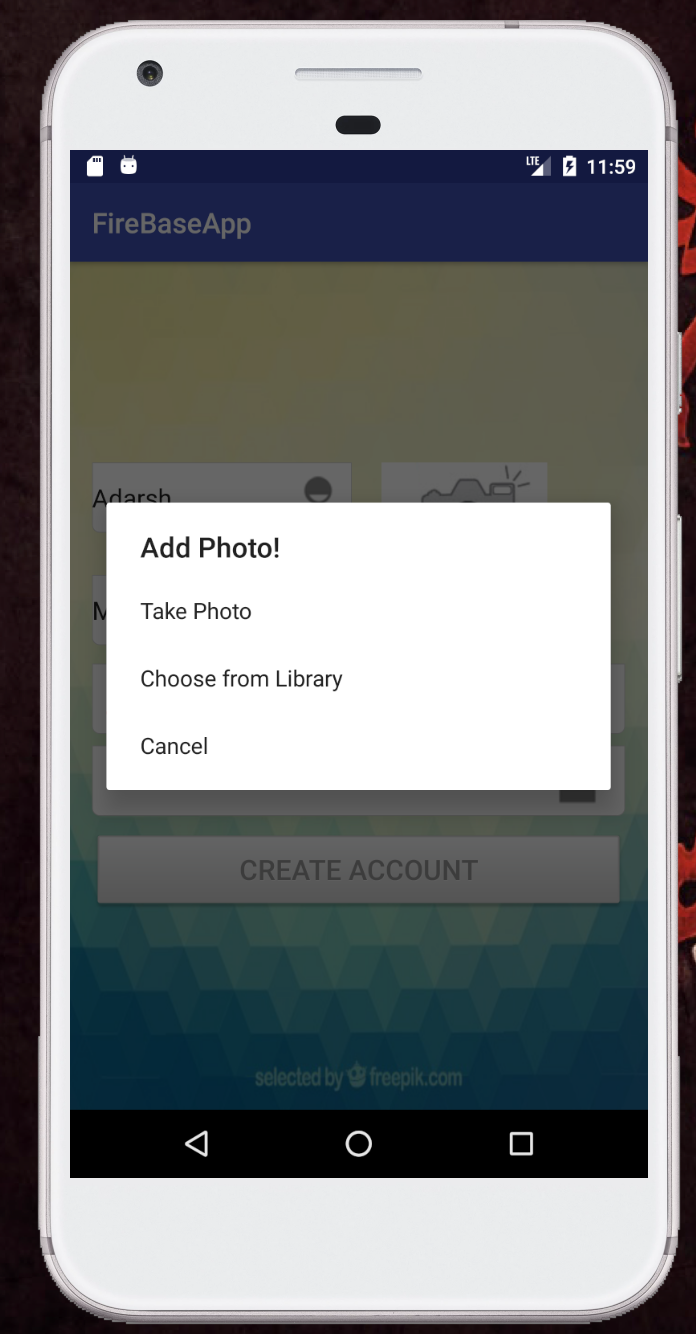 LTE 11:59
FireBaseApp
Adarsh
Add Photo!
Take Photo
Choose from Library
Cancel
CREATE ACCOUNT
selected by freepik.com